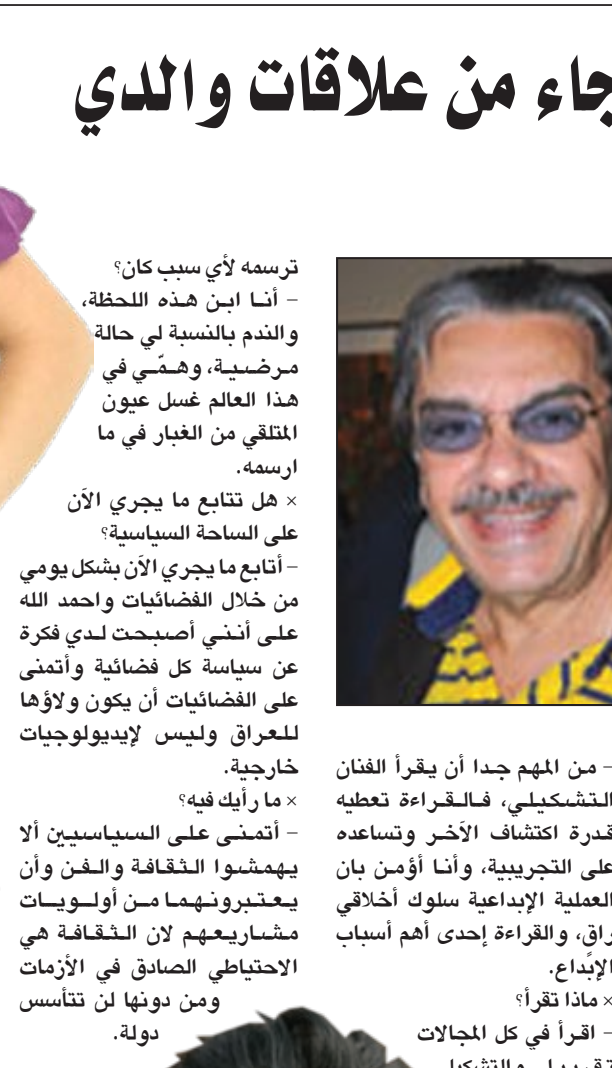 جاء من علاقات والدي
- من المهم جدا أن يقرأ الفنان
التشكيلي، فالقراءة تعطيه
قدرة اكتشاف الآخر وتساعده
على التجريبية، وأنا أؤمن بان
العملية الإبداعية سلوك أخلاقي
راق، والقراءة إحدى أهم أسباب
الإبداع.
× ماذا تقرأ؟
- اقرأ في كل المجالات
ترسمه لأي سبب كان؟
- أنا ابن هذه اللحظة،
والندم بالنسبة لي حالة
مرضية، وهمّي في
هذا العالم غسل عيون
المتلقي من الغبار في ما
ارسمه.
× هل تتابع ما يجري الآن
على الساحة السياسية؟
- أتابع ما يجري الآن بشكل يومي
من خلال الفضائيات واحمد الله
على أنني أصبحت لدي فكرة
عن سياسة كل فضائية وأتمنى
على الفضائيات أن يكون ولاؤها
للعراق وليس لإيديولوجيات
خارجية.
× ما رأيك فيه؟
- أتمنى على السياسيين ألا
يهمشوا الثقافة والفن وأن
يعتبرونهما من أولويات
مشاريعهم لان الثقافة هي
الاحتياطي الصادق في الأزمات
ومن دونها لن تتأسس
دولة.